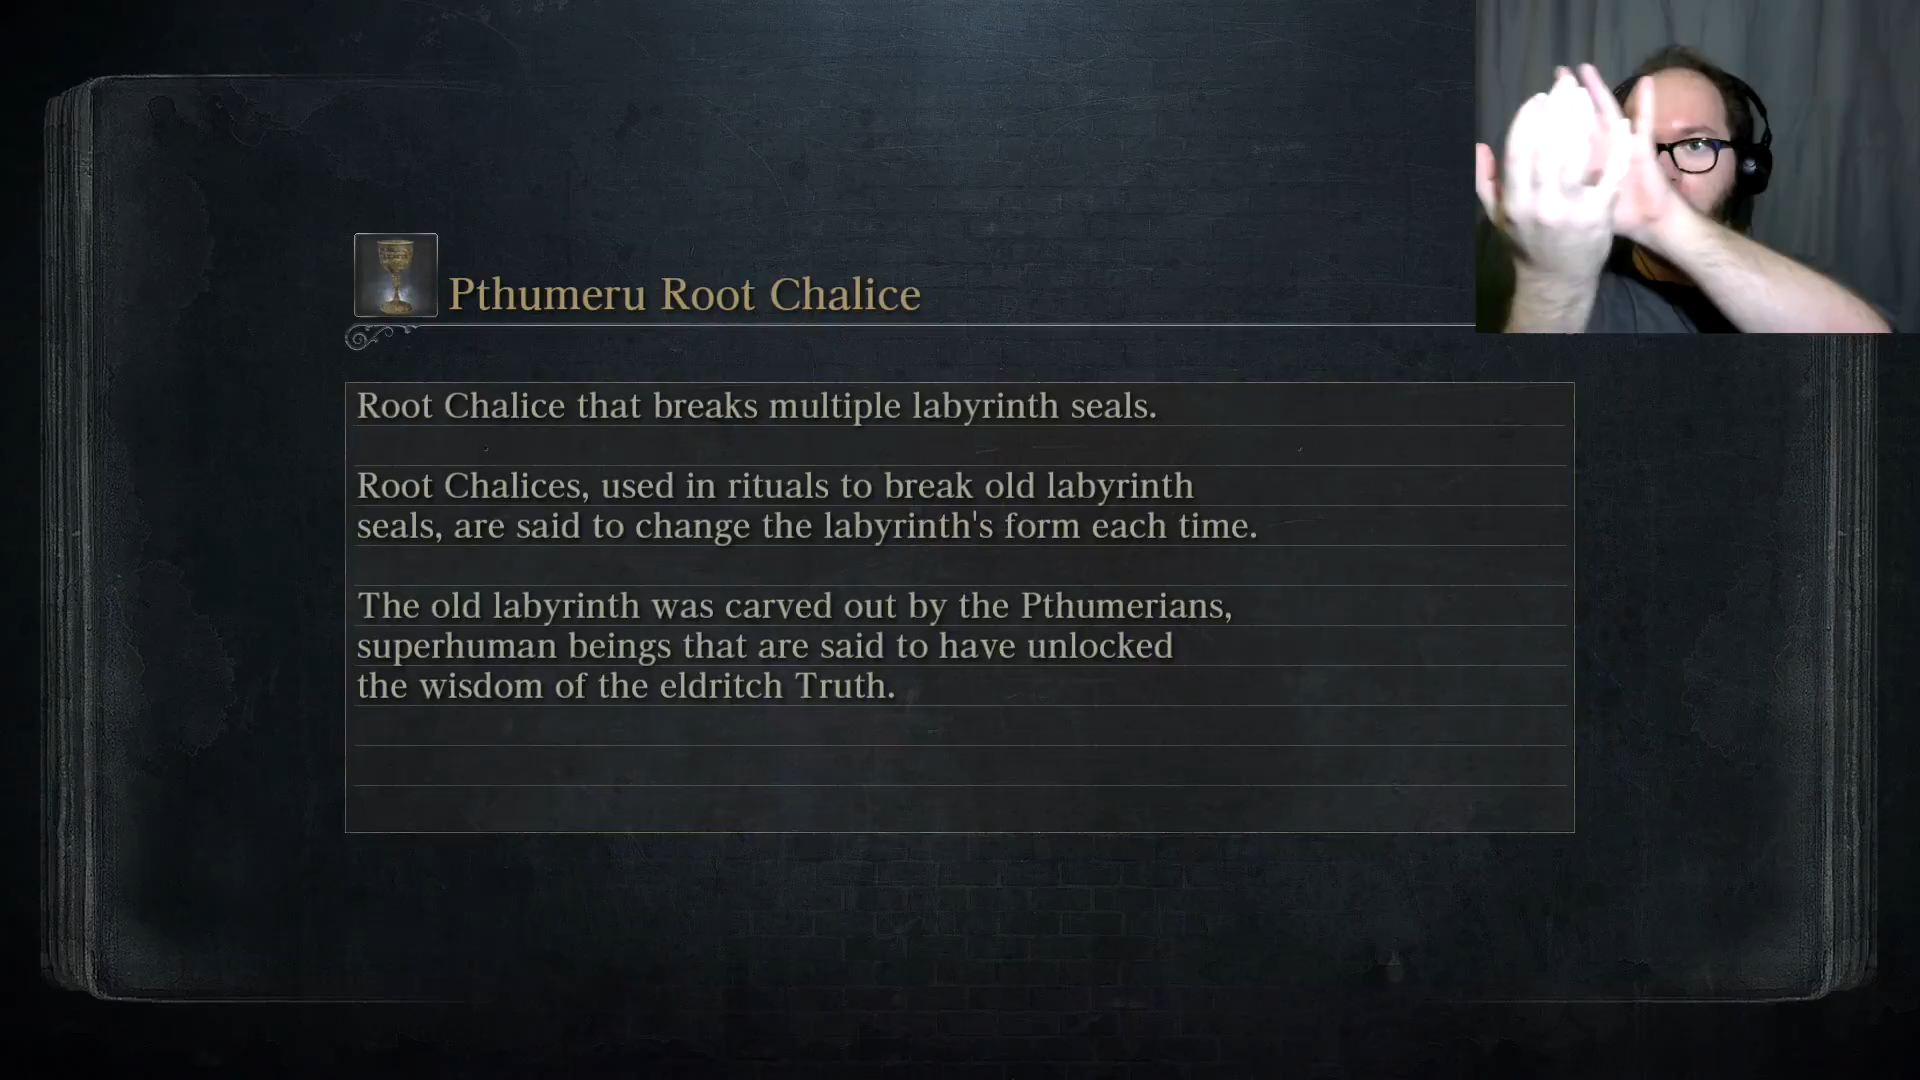 Pthumeru Root Chalice
Root Chalice that breaks multiple labyrinth seals.
Root Chalices, used in rituals to break old labyrinth
seals, are said to change the labyrinth's form each time.
The old labyrinth was carved out by the Pthumerians,
superhuman beings that are said to have unlocked
the wisdom of the eldritch Truth.